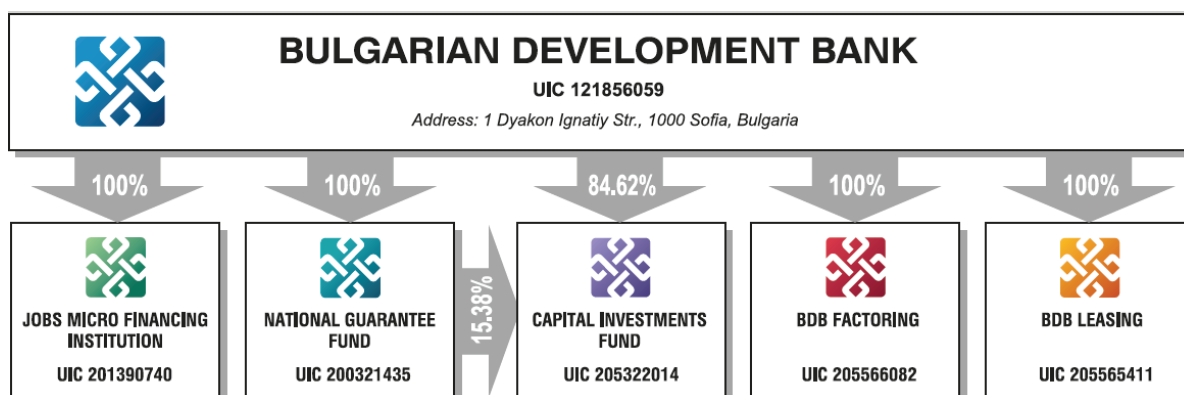 BULGARIAN DEVELOPMENT BANK
UIC 121856059
Address: 1 Dyakon Ignatiy Str., 1000 Sofia, Bulgaria
100%
100%
84.62%
100%
100%
JOBS MICRO FINANCING
INSTITUTION
UIC 201390740
NATIONAL GUARANTEE
FUND
UIC 200321435
15.38%
CAPITAL INVESTMENTS
FUND
UIC 205322014
BDB FACTORING
UIC 205566082
BDB LEASING
UIC 205565411